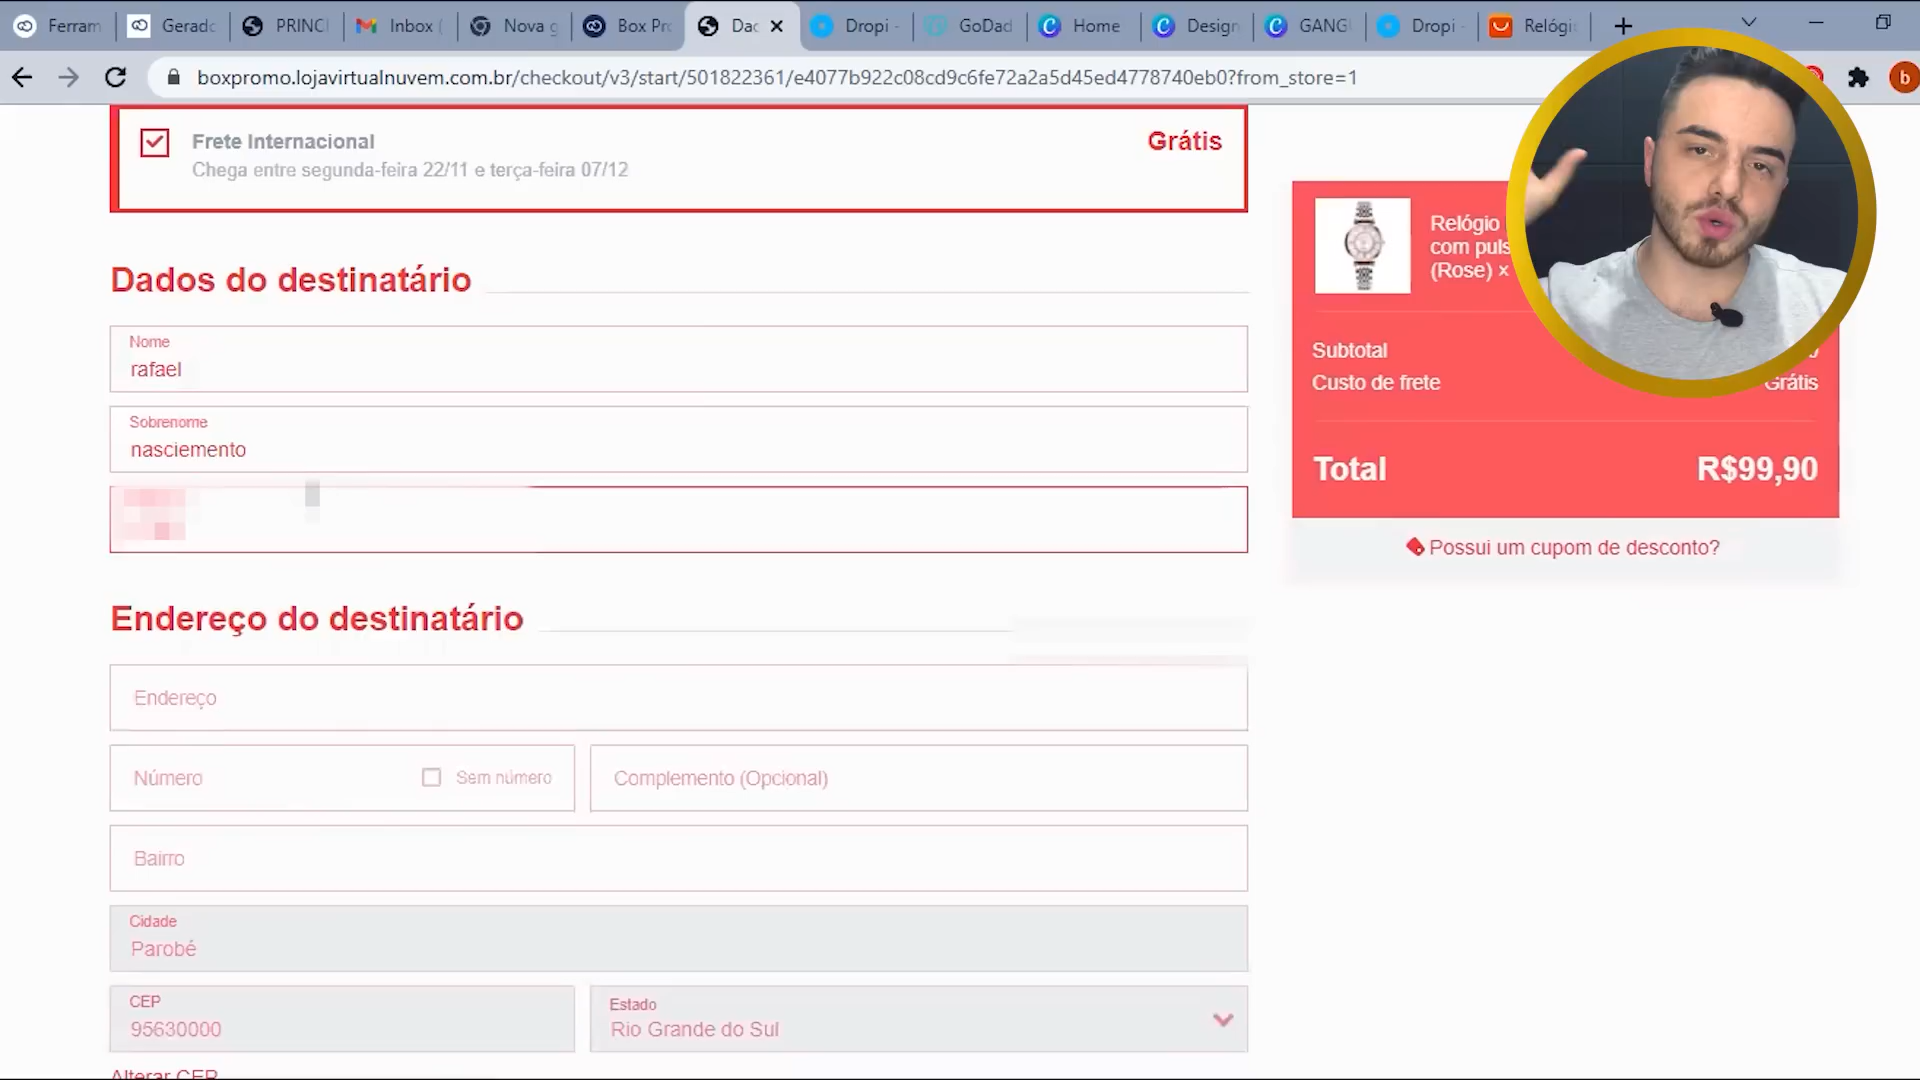 Ferram
Gerado
PRINCI
Inbox (
Nova g
Box Pro
Dad
Dropi -
GoDad
Home
Design
GANG
Dropi -
Relógi
boxpromo.lojavirtualnuvem.com.br/checkout/v3/start/501822361/e4077b922c08cd9c6fe72a2a5d45ed4778740eb0?from_store=1
b
Frete Internacional
Grátis
Chega entre segunda-feira 22/11 e terça-feira 07/12
Dados do destinatário
Nome
rafael
Sobrenome
nasciemento
Endereço do destinatário
Endereço
Número
Sem número
Complemento (Opcional)
Bairro
Cidade
Parobé
CEP
95630000
Estado
Rio Grande do Sul
Alterar CEP
Relógio
com puls
(Rose) ×
Subtotal
Custo de frete
Grátis
Total
R$99,90
Possui um cupom de desconto?